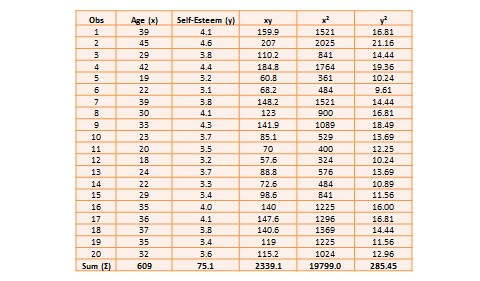 Obs Age (x) Self-Esteem (y) xy x² y²
1 39 4.1 159.9 1521 16.81
2 45 4.6 207 2025 21.16
3 29 3.8 110.2 841 14.44
4 42 4.4 184.8 1764 19.36
5 19 3.2 60.8 361 10.24
6 22 3.1 68.2 484 9.61
7 39 3.8 148.2 1521 14.44
8 30 4.1 123 900 16.81
9 33 4.3 141.9 1089 18.49
10 23 3.7 85.1 529 13.69
11 20 3.5 70 400 12.25
12 18 3.2 57.6 324 10.24
13 24 3.7 88.8 576 13.69
14 22 3.3 72.6 484 10.89
15 29 3.4 98.6 841 11.56
16 35 4.0 140 1225 16.00
17 36 4.1 147.6 1296 16.81
18 37 3.8 140.6 1369 14.44
19 35 3.4 119 1225 11.56
20 32 3.6 115.2 1024 12.96
Sum (Σ) 609 75.1 2339.1 19799.0 285.45